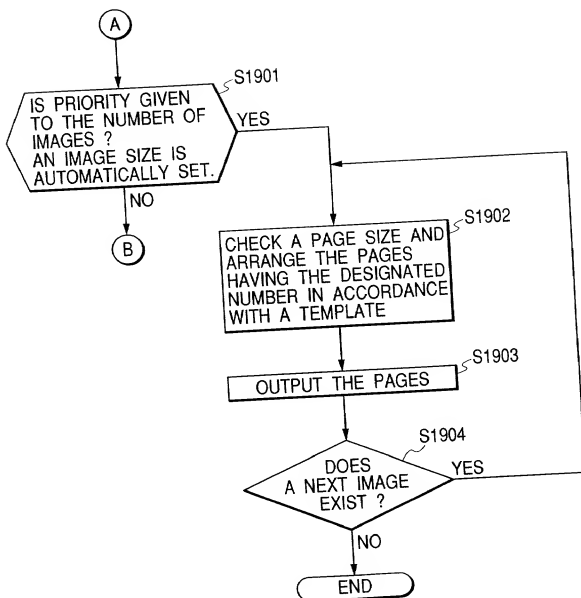 A
S1901
IS PRIORITY GIVEN
TO THE NUMBER OF
IMAGES ?
AN IMAGE SIZE IS
AUTOMATICALLY SET.
YES
NO
B
S1902
CHECK A PAGE SIZE AND
ARRANGE THE PAGES
HAVING THE DESIGNATED
NUMBER IN ACCORDANCE
WITH A TEMPLATE
S1903
OUTPUT THE PAGES
S1904
DOES
A NEXT IMAGE
EXIST ?
YES
NO
END